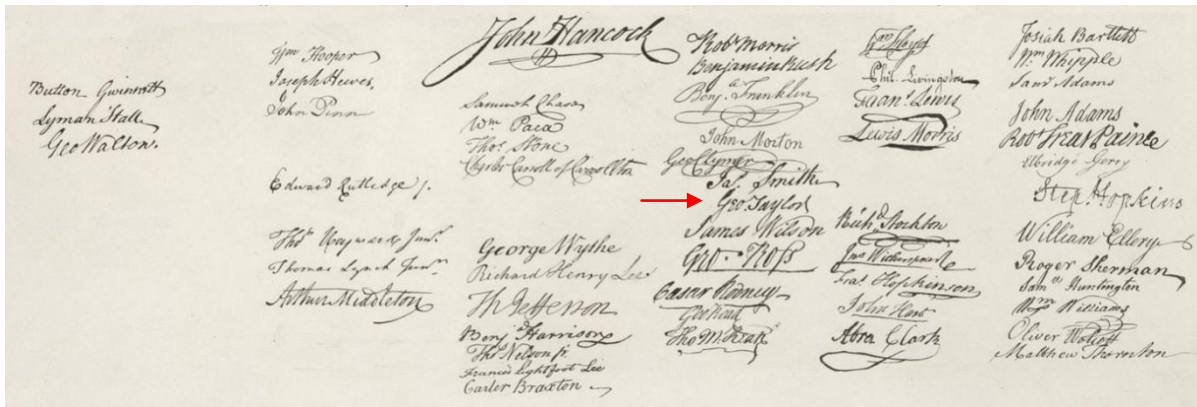 Button Gwinnett
Lyman Hall
Geo Walton.
Wm Hooper
Joseph Hewes,
John Penn
Edward Rutledge /.
Thos Heyward Junr.
Thomas Lynch Junr.
Arthur Middleton
John Hancock
Samuel Chase
Wm Paca
Thos Stone
Charles Carroll of Carrollton
George Wythe
Richard Henry Lee
Th Jefferson
Benj Harrison
Thos Nelson jr.
Francis Lightfoot Lee
Carter Braxton
Robt Morris
Benjamin Rush
Benja Franklin
John Morton
Geo Clymer
Jas. Smith
Geo. Taylor
James Wilson
Geo. Ross
Caesar Rodney
Geo Read
Tho M:Kean
Wm Floyd
Phil. Livingston
Frans. Lewis
Lewis Morris
Richd Stockton
Jno Witherspoon
Fras. Hopkinson
John Hart
Abra Clark
Josiah Bartlett
Wm. Whipple
Saml Adams
John Adams
Robt Treat Paine
Elbridge Gerry
Step. Hopkins
William Ellery
Roger Sherman
Saml Huntington
Wm Williams
Oliver Wolcott
Matthew Thornton